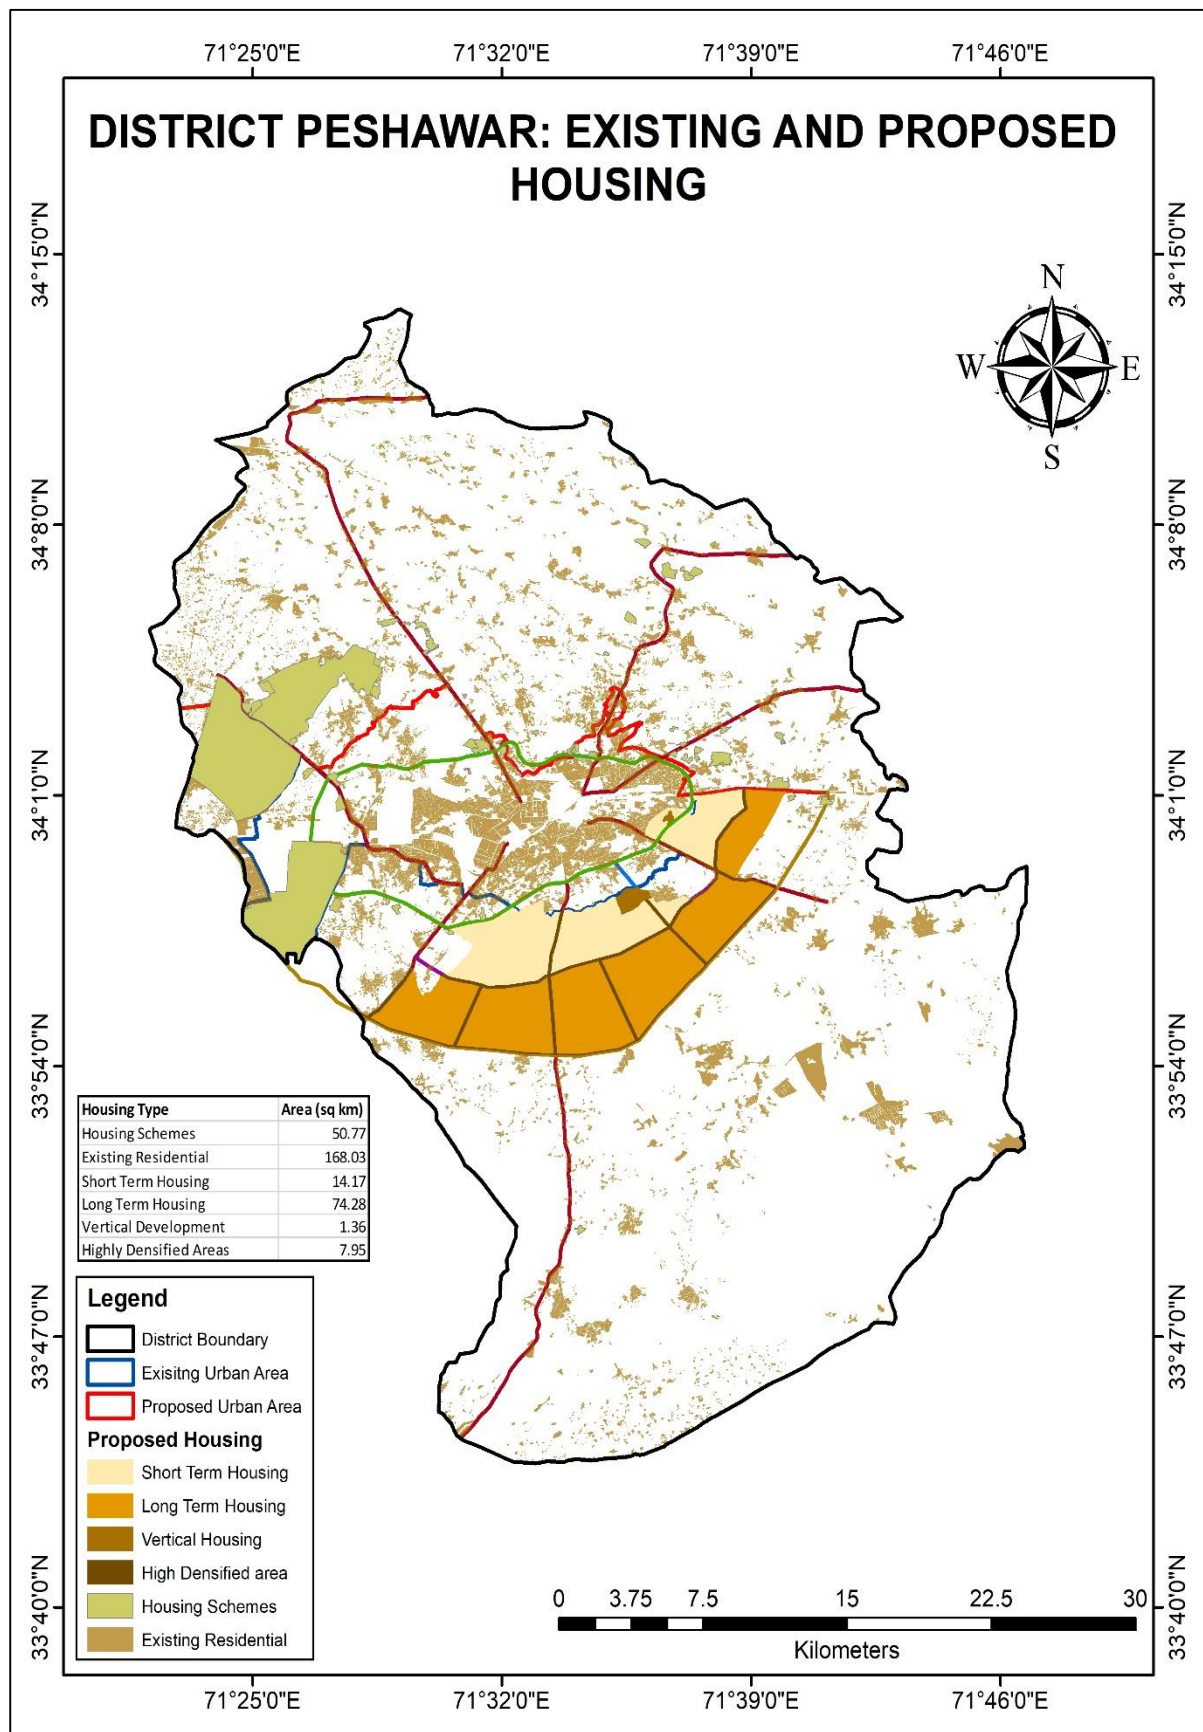 71°25'0"E 71°32'0"E 71°39'0"E 71°46'0"E
DISTRICT PESHAWAR: EXISTING AND PROPOSED
HOUSING
34°15'0"N 34°15'0"N
N
W E
S
34°8'0"N 34°8'0"N
34°1'0"N 34°1'0"N
33°54'0"N 33°54'0"N
Housing Type Area (sq km)
Housing Schemes 50.77
Existing Residential 168.03
Short Term Housing 14.17
Long Term Housing 74.28
Vertical Development 1.36
Highly Densified Areas 7.95
Legend
District Boundary
Exisitng Urban Area
Proposed Urban Area
Proposed Housing
Short Term Housing
Long Term Housing
Vertical Housing
High Densified area
Housing Schemes
Existing Residential
33°47'0"N 33°47'0"N
33°40'0"N 33°40'0"N
0 3.75 7.5 15 22.5 30
Kilometers
71°25'0"E 71°32'0"E 71°39'0"E 71°46'0"E